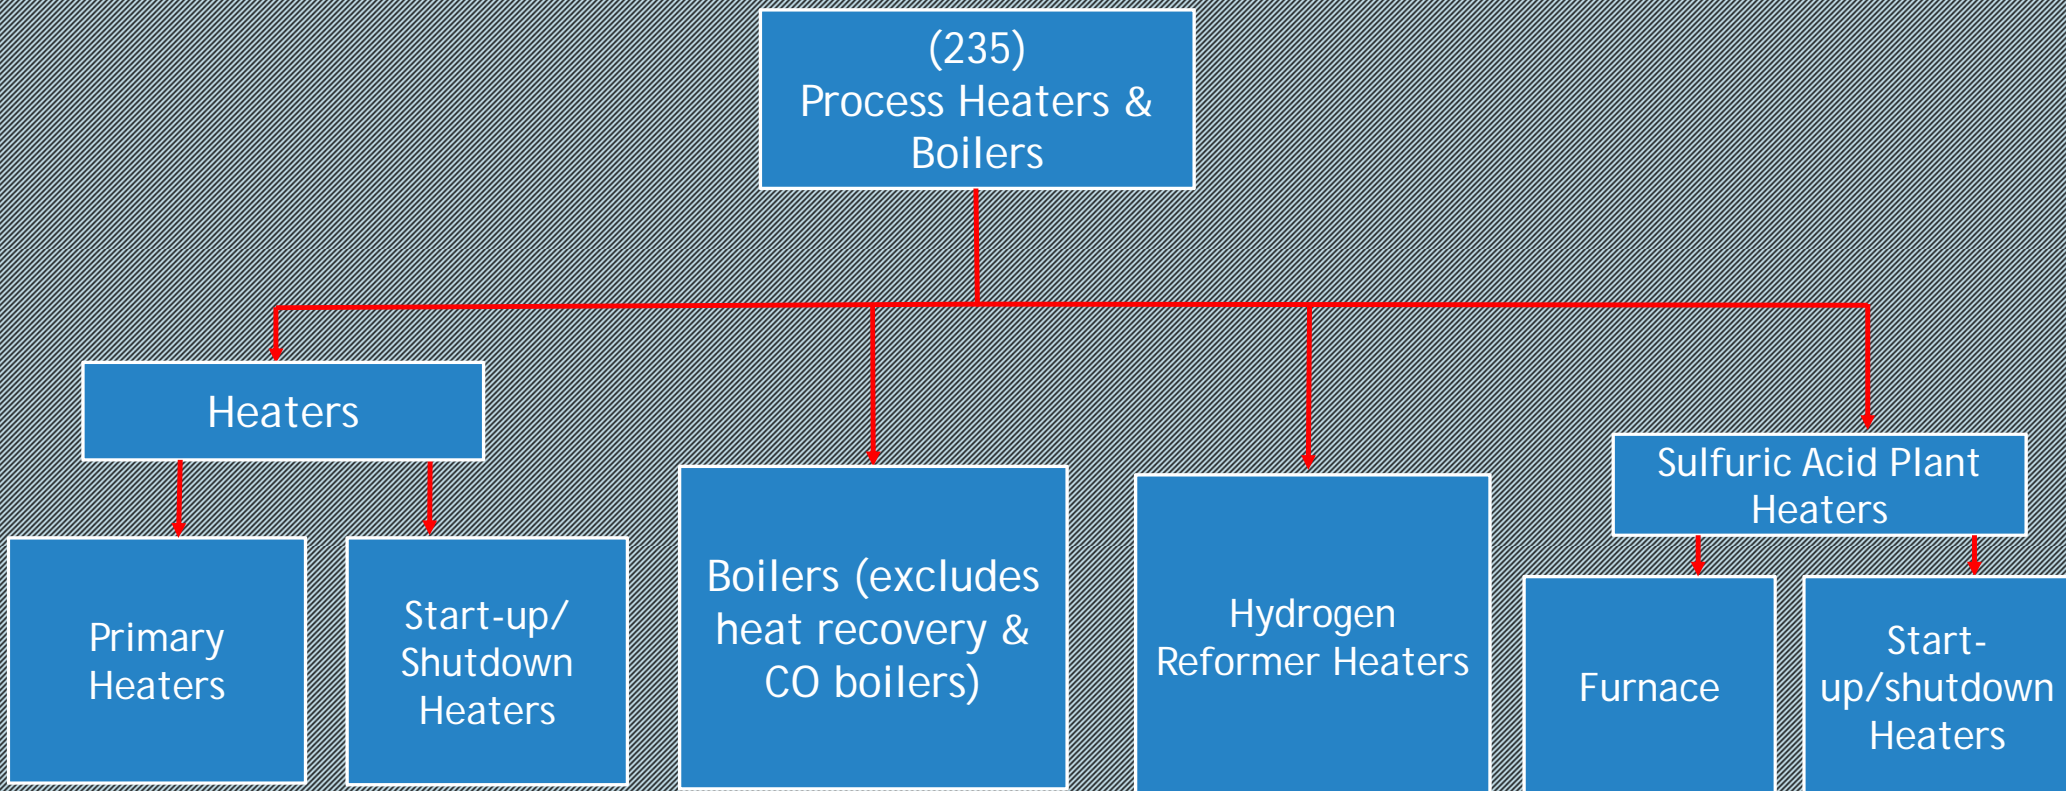 (235)
Process Heaters &
Boilers
Heaters
Sulfuric Acid Plant
Heaters
Primary
Heaters
Start-up/
Shutdown
Heaters
Boilers (excludes
heat recovery &
CO boilers)
Hydrogen
Reformer Heaters
Furnace
Start-
up/shutdown
Heaters